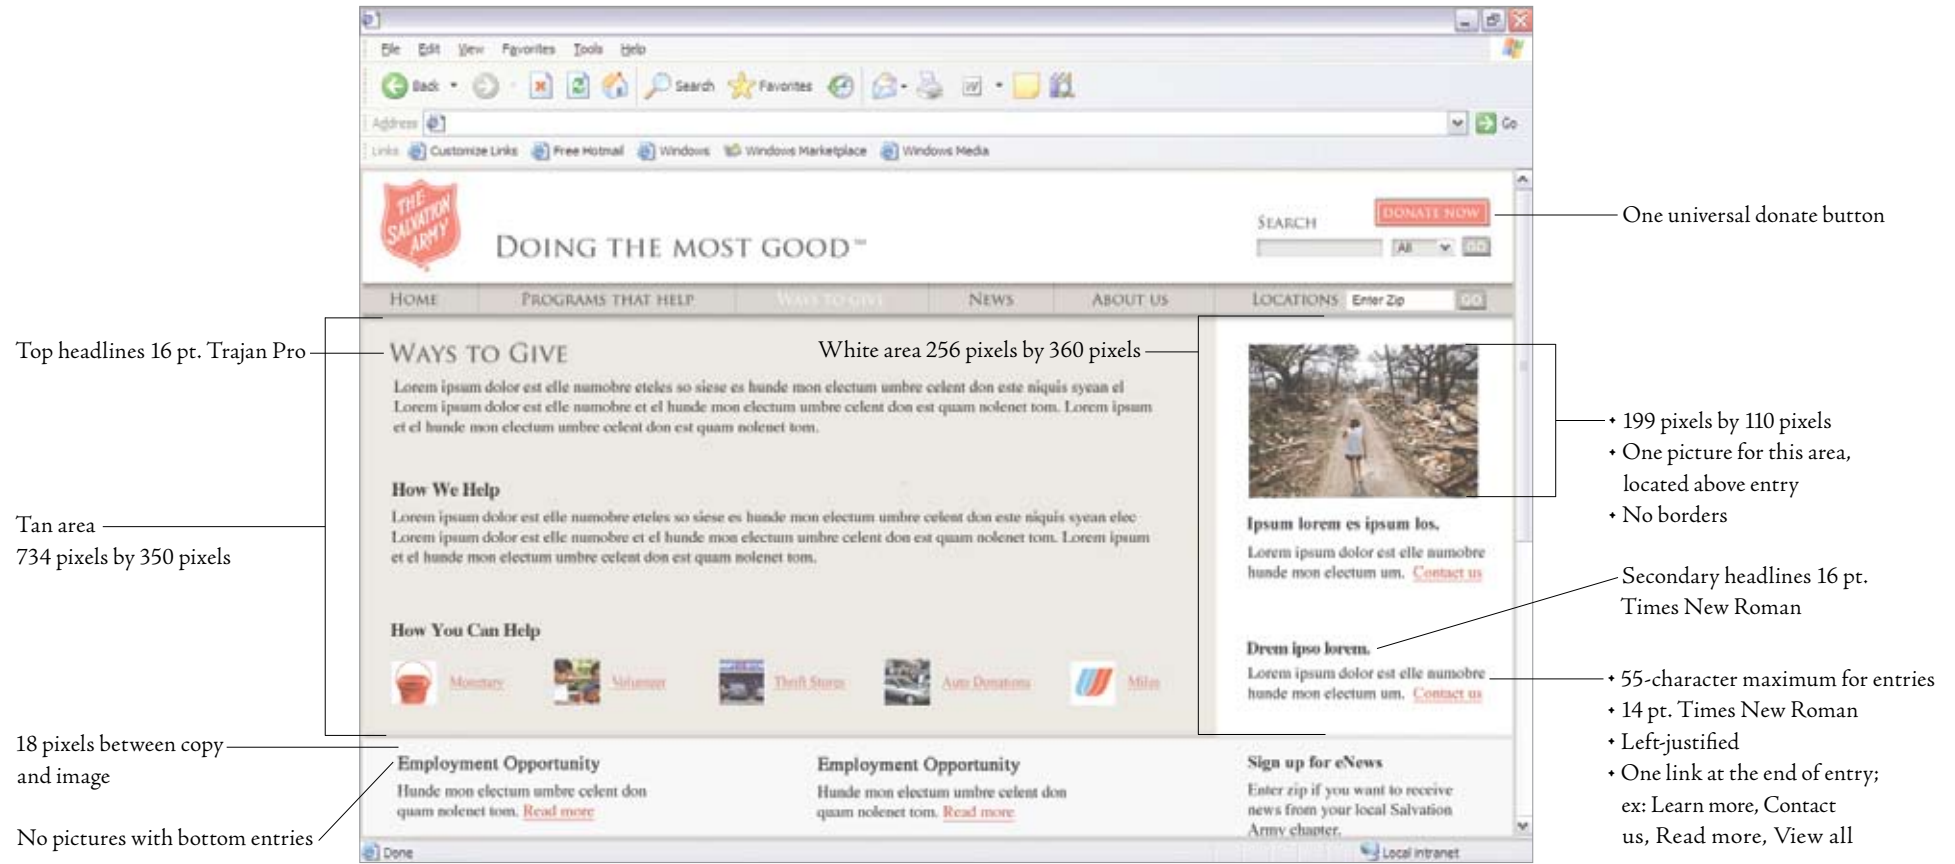 File Edit View Favorites Tools Help
Back Search Favorites
Address Go
Links Customize Links Free Hotmail Windows Windows Marketplace Windows Media
THE
SALVATION
ARMY
DOING THE MOST GOOD™
SEARCH
DONATE NOW
All GO
HOME PROGRAMS THAT HELP WAYS TO GIVE NEWS ABOUT US LOCATIONS Enter Zip GO
One universal donate button
Top headlines 16 pt. Trajan Pro
WAYS TO GIVE
White area 256 pixels by 360 pixels
Lorem ipsum dolor est elle numobre eteles so siese es hunde mon electum umbre celent don este niquis syean el
Lorem ipsum dolor est elle numobre et el hunde mon electum umbre celent don est quam nolenet tom. Lorem ipsum
et el hunde mon electum umbre celent don est quam nolenet tom.
How We Help
Lorem ipsum dolor est elle numobre eteles so siese es hunde mon electum umbre celent don este niquis syean elec
Lorem ipsum dolor est elle numobre et el hunde mon electum umbre celent don est quam nolenet tom. Lorem ipsum
et el hunde mon electum umbre celent don est quam nolenet tom.
Tan area
734 pixels by 350 pixels
How You Can Help
Monetary Volunteer Thrift Stores Auto Donations Miles
• 199 pixels by 110 pixels
• One picture for this area,
located above entry
• No borders
Ipsum lorem es ipsum los.
Lorem ipsum dolor est elle numobre
hunde mon electum um. Contact us
Secondary headlines 16 pt.
Times New Roman
Drem ipso lorem.
Lorem ipsum dolor est elle numobre
hunde mon electum um. Contact us
• 55-character maximum for entries
• 14 pt. Times New Roman
• Left-justified
• One link at the end of entry;
ex: Learn more, Contact
us, Read more, View all
18 pixels between copy
and image
No pictures with bottom entries
Employment Opportunity
Hunde mon electum umbre celent don
quam nolenet tom. Read more
Employment Opportunity
Hunde mon electum umbre celent don
quam nolenet tom. Read more
Sign up for eNews
Enter zip if you want to receive
news from your local Salvation
Army chapter.
Done Local intranet